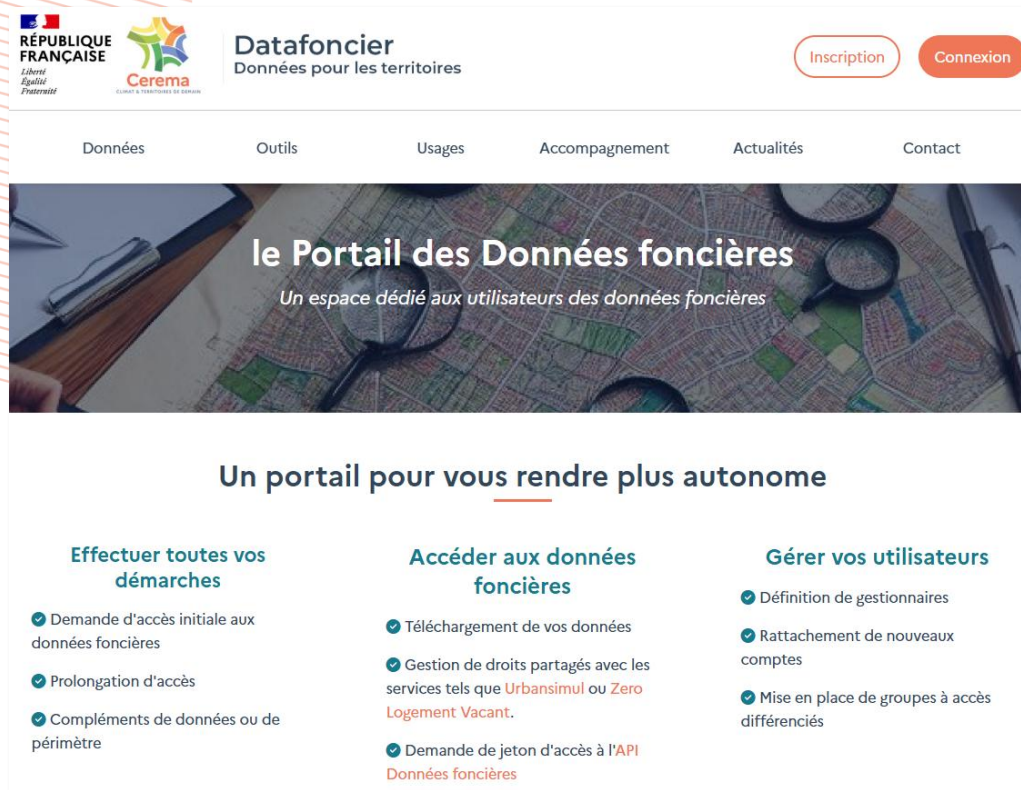 RÉPUBLIQUE
FRANÇAISE
Liberté
Égalité
Fraternité
Cerema
CLIMAT & TERRITOIRES DE DEMAIN
Datafoncier
Données pour les territoires
Inscription
Connexion
Données
Outils
Usages
Accompagnement
Actualités
Contact
le Portail des Données foncières
Un espace dédié aux utilisateurs des données foncières
Un portail pour vous rendre plus autonome
Effectuer toutes vos
démarches
Demande d'accès initiale aux
données foncières
Prolongation d'accès
Compléments de données ou de
périmètre
Accéder aux données
foncières
Téléchargement de vos données
Gestion de droits partagés avec les
services tels que Urbansimul ou Zero
Logement Vacant.
Demande de jeton d'accès à l'API
Données foncières
Gérer vos utilisateurs
Définition de gestionnaires
Rattachement de nouveaux
comptes
Mise en place de groupes à accès
différenciés